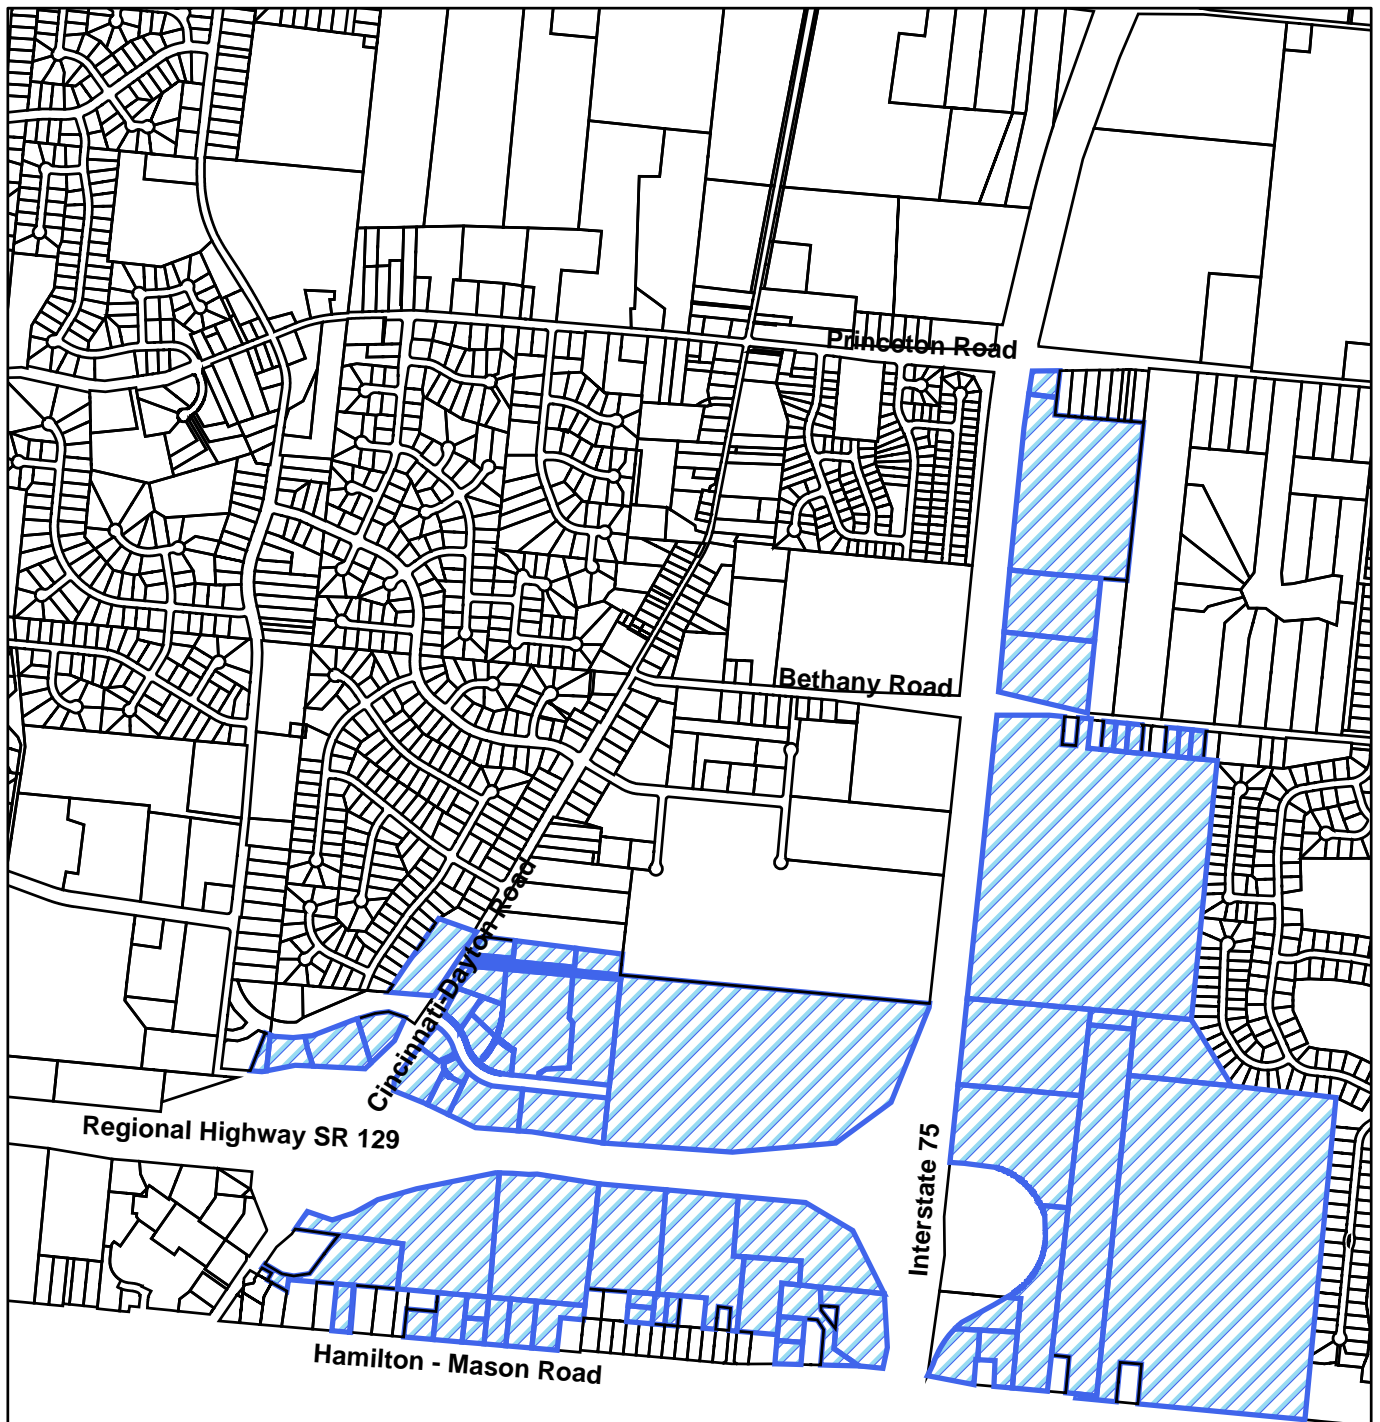 Princeton Road
Bethany Road
Cincinnati-Dayton Road
Regional Highway SR 129
Interstate 75
Hamilton - Mason Road